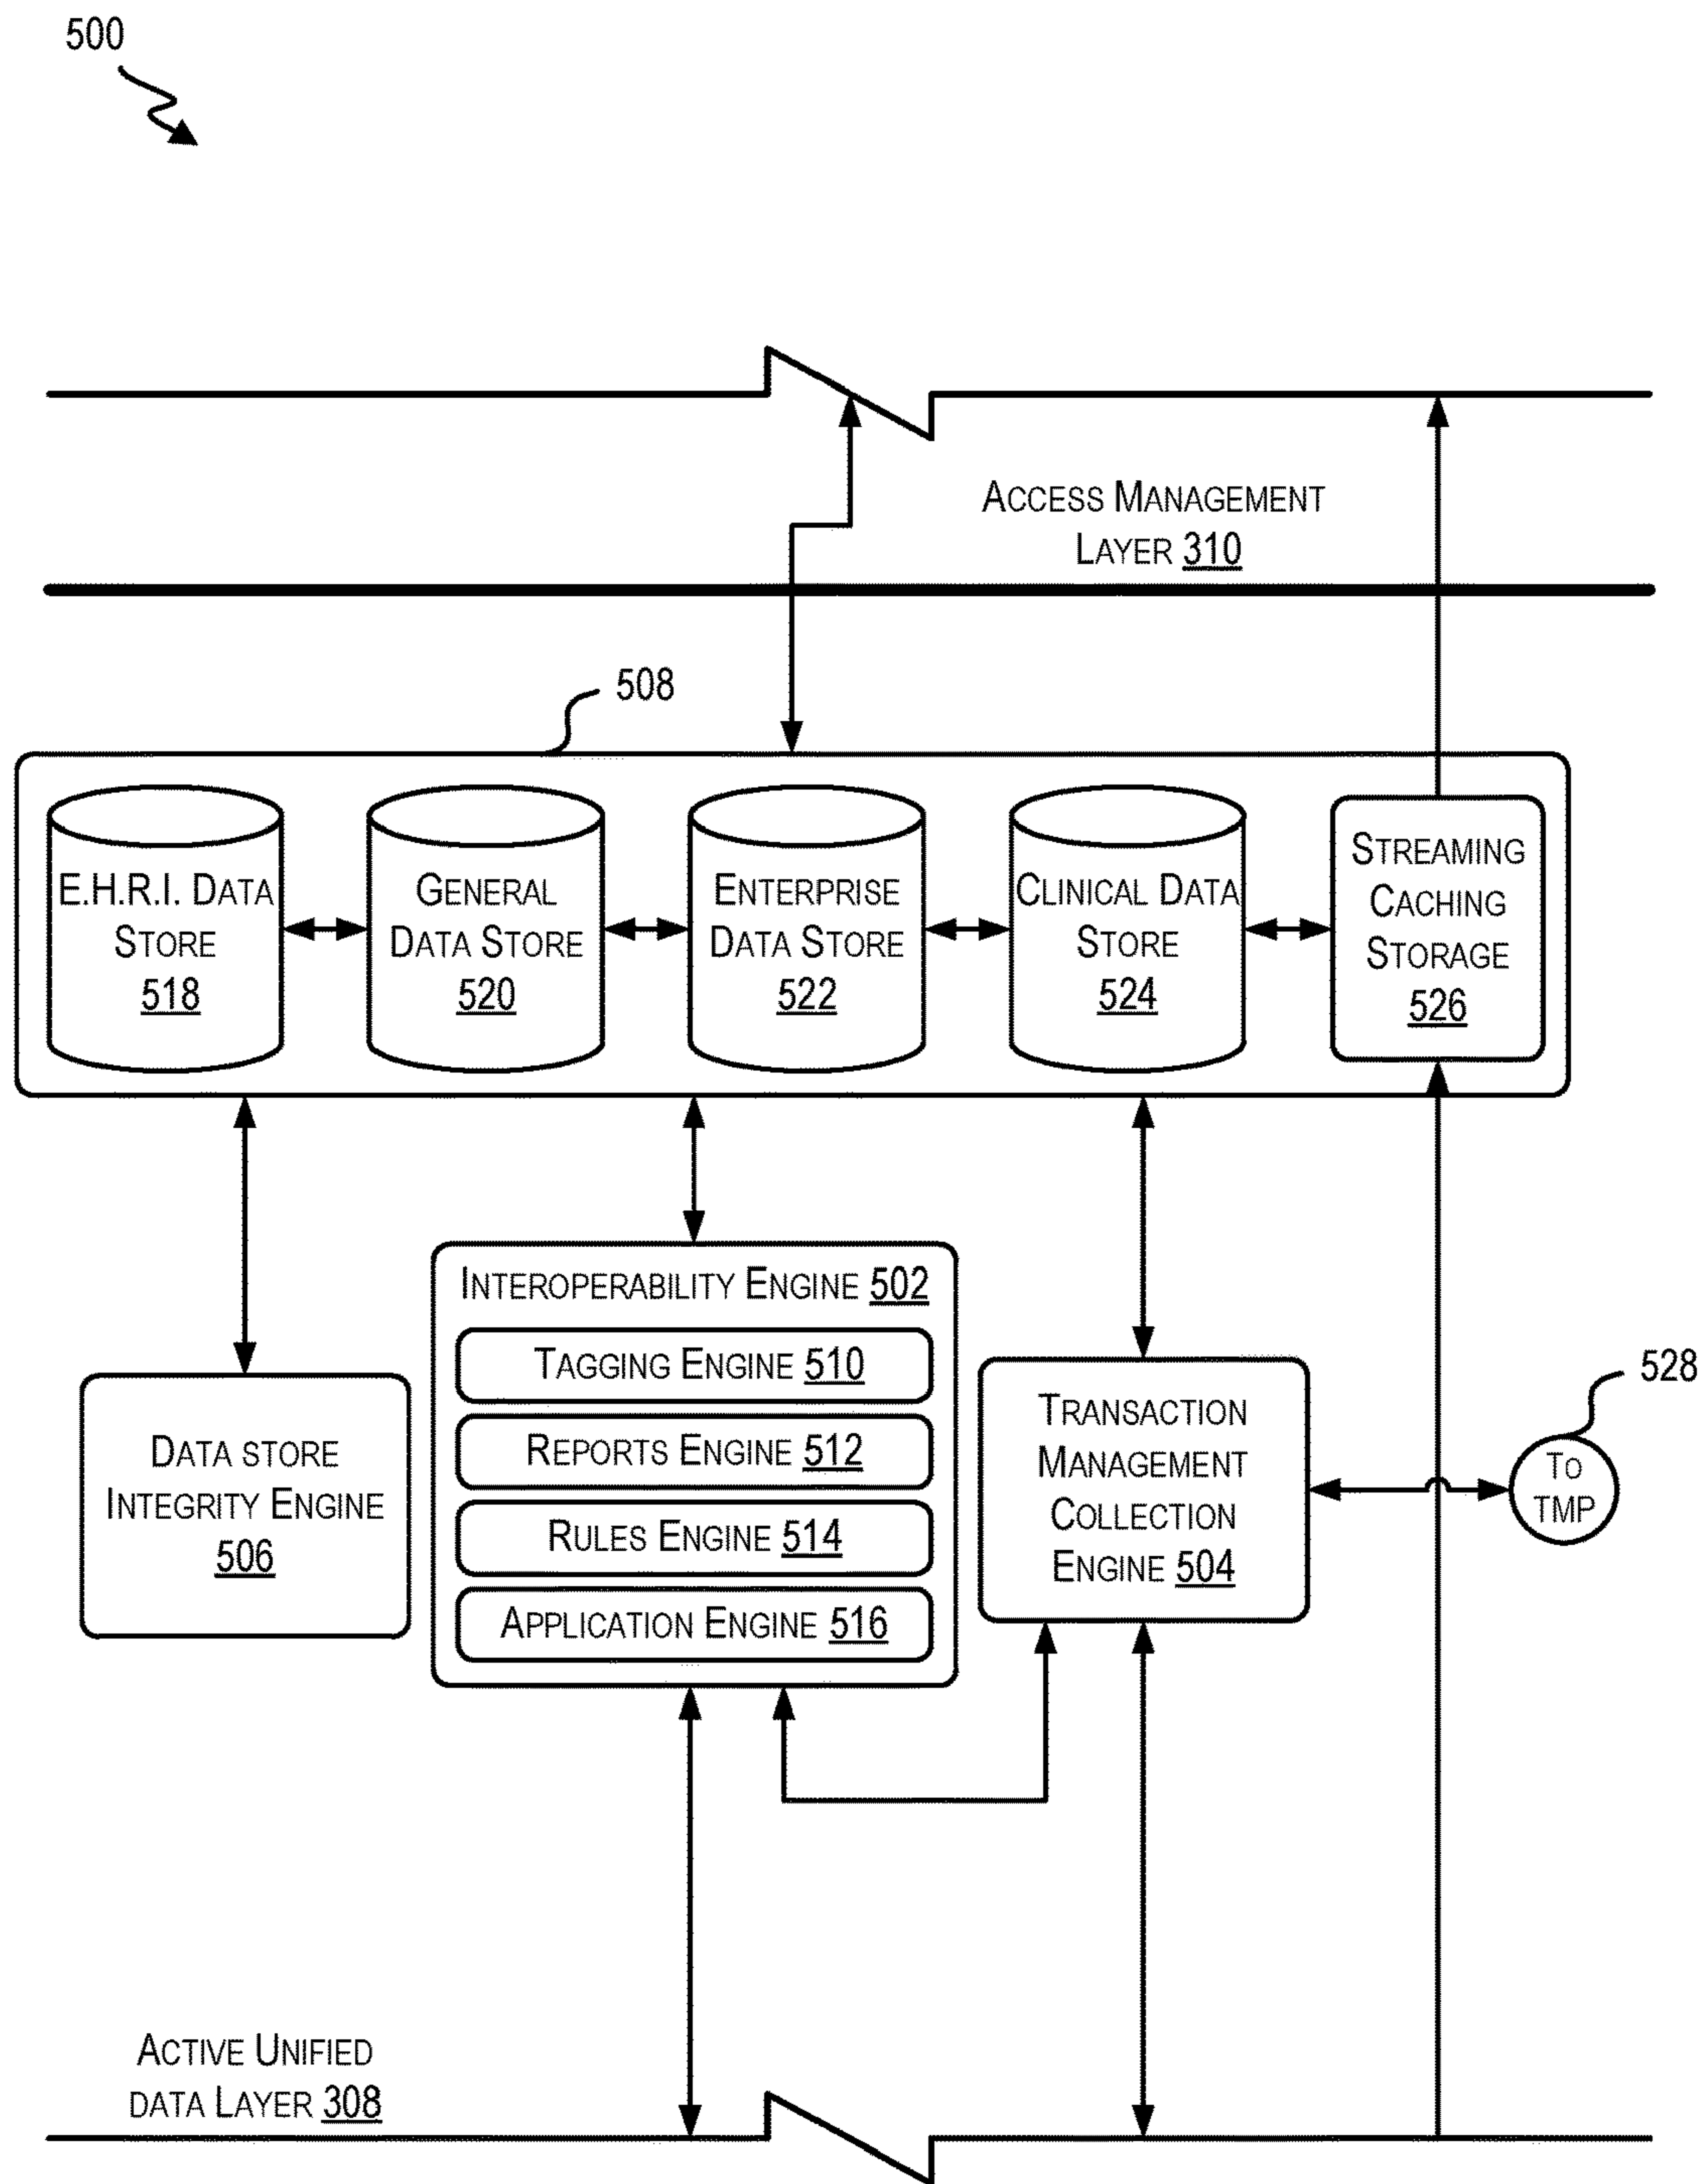 500
ACCESS MANAGEMENT
LAYER 310
508
E.H.R.I. DATA
STORE
518
GENERAL
DATA STORE
520
ENTERPRISE
DATA STORE
522
CLINICAL DATA
STORE
524
STREAMING
CACHING
STORAGE
526
INTEROPERABILITY ENGINE 502
TAGGING ENGINE 510
REPORTS ENGINE 512
RULES ENGINE 514
APPLICATION ENGINE 516
DATA STORE
INTEGRITY ENGINE
506
TRANSACTION
MANAGEMENT
COLLECTION
ENGINE 504
528
TO
TMP
ACTIVE UNIFIED
DATA LAYER 308